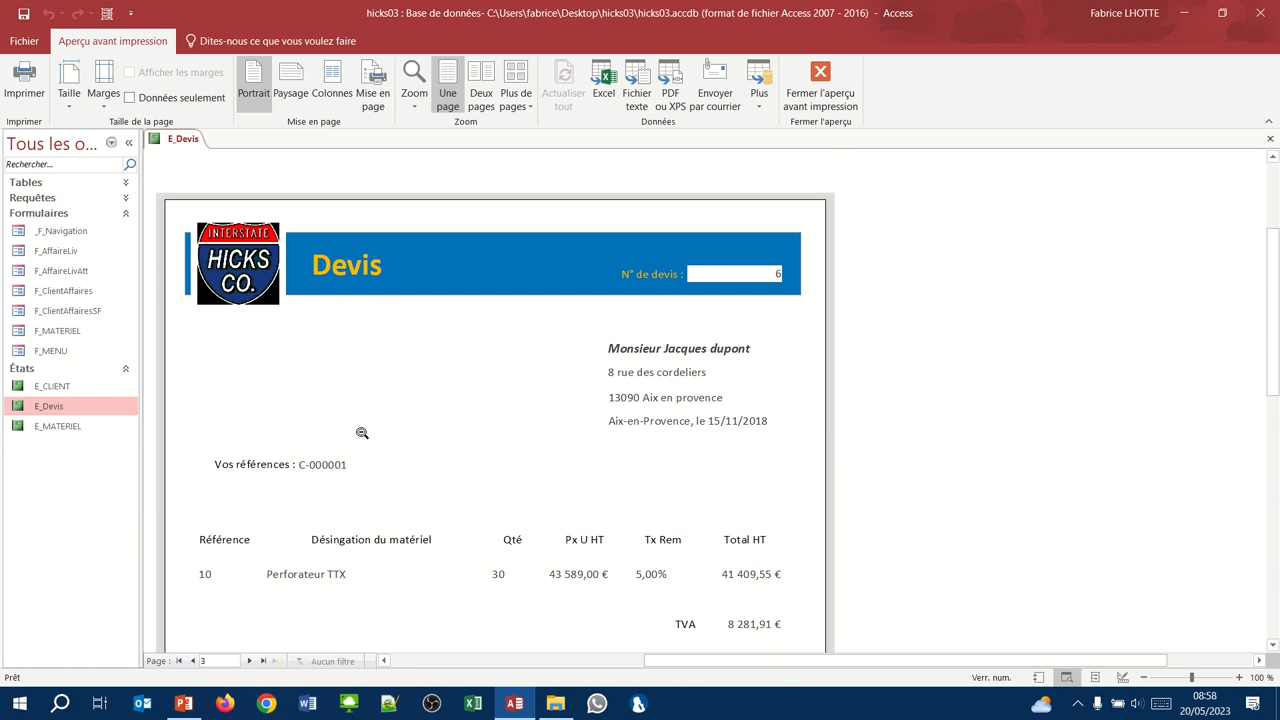 hicks03 : Base de données- C:\Users\fabrice\Desktop\hicks03\hicks03.accdb (format de fichier Access 2007 - 2016) - Access
Fabrice LHOTTE
Fichier
Aperçu avant impression
Dites-nous ce que vous voulez faire
Imprimer
Taille
Marges
Afficher les marges
Données seulement
Portrait
Paysage
Colonnes
Mise en page
Zoom
Une page
Deux pages
Plus de pages
Actualiser tout
Excel
Fichier texte
PDF ou XPS
Envoyer par courrier
Plus
Fermer l'aperçu avant impression
Imprimer
Taille de la page
Mise en page
Zoom
Données
Fermer l'aperçu
Tous les o...
Rechercher...
Tables
Requêtes
Formulaires
_F_Navigation
F_AffaireLiv
F_AffaireLivAtt
F_ClientAffaires
F_ClientAffairesSF
F_MATERIEL
F_MENU
États
E_CLIENT
E_Devis
E_MATERIEL
E_Devis
INTERSTATE
HICKS
CO.
Devis
N° de devis : 6
Monsieur Jacques dupont
8 rue des cordeliers
13090 Aix en provence
Aix-en-Provence, le 15/11/2018
Vos références : C-000001
Référence Désingation du matériel Qté Px U HT Tx Rem Total HT
10 Perforateur TTX 30 43 589,00 € 5,00% 41 409,55 €
TVA 8 281,91 €
Page : 3
Aucun filtre
Prêt
Verr. num.
100 %
08:58
20/05/2023